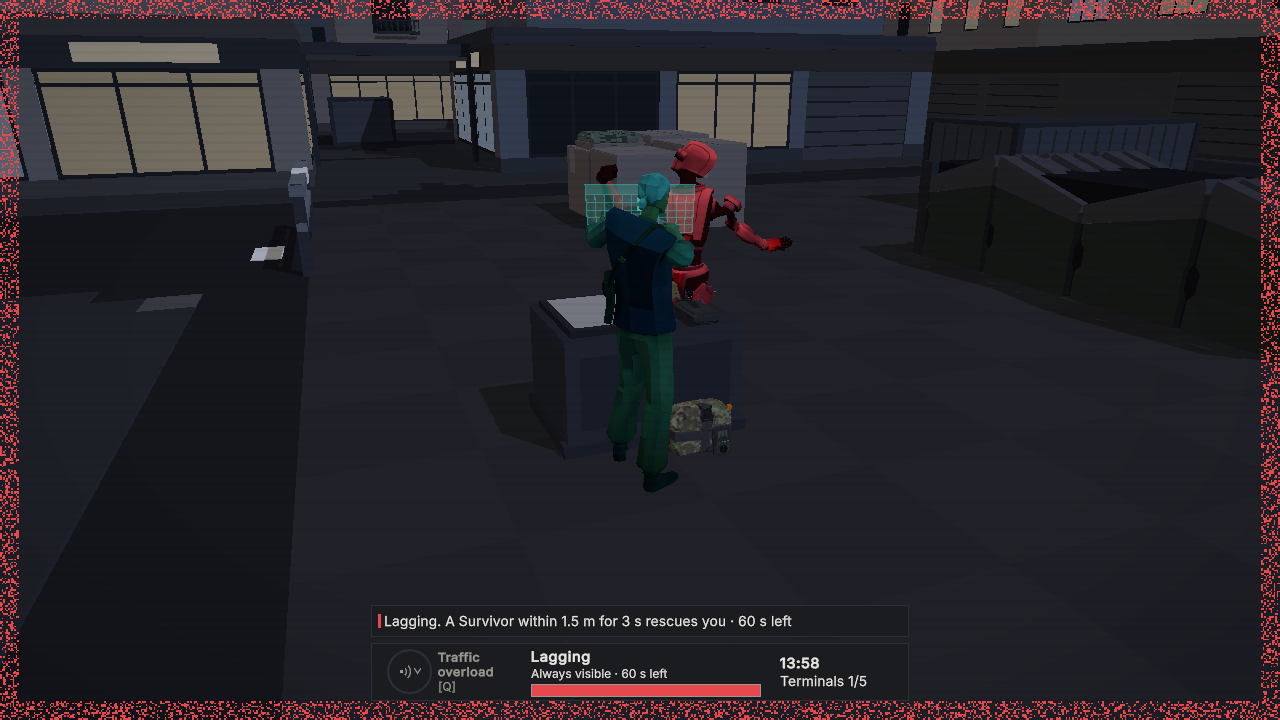 Lagging. A Survivor within 1.5 m for 3 s rescues you · 60 s left
Traffic
overload
[Q]
Lagging
Always visible · 60 s left
13:58
Terminals 1/5